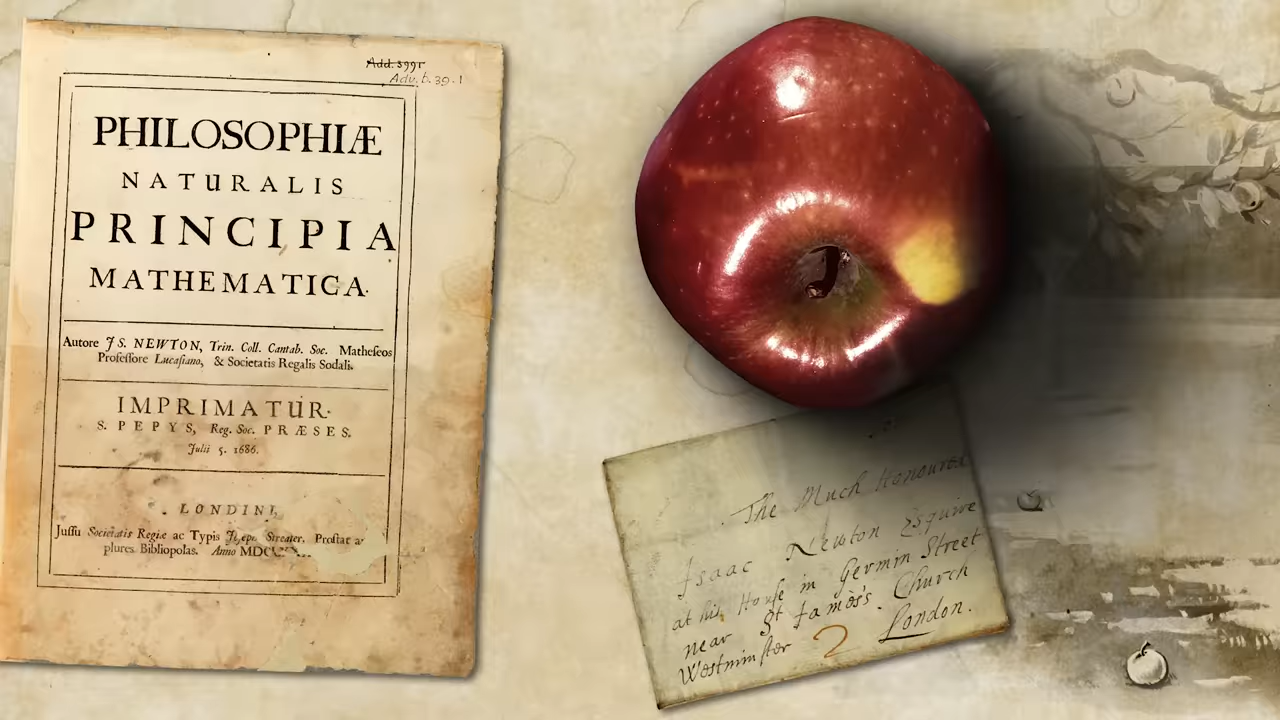 Add. 3991
Adv. b. 39. 1
PHILOSOPHIÆ
NATURALIS
PRINCIPIA
MATHEMATICA.
Autore J S. NEWTON, Trin. Coll. Cantab. Soc. Matheseos
Professore Lucasiano, & Societatis Regalis Sodali.
IMPRIMATUR.
S. PEPYS, Reg. Soc. PRÆSES.
Julii 5. 1686.
LONDINI,
Jussu Societatis Regiæ ac Typis Josephi Streater. Prostat
plures Bibliopolas. Anno
The Much Honoured
Isaac Newton Esquire
at his House in Germin Street
near St James's Church
Westminster 2 London.